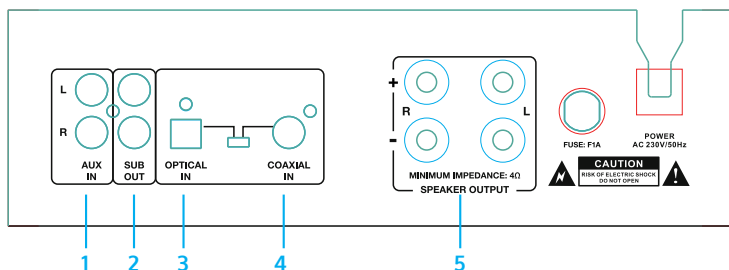 L
R
AUX
IN
SUB
OUT
OPTICAL
IN
COAXIAL
IN
+
R
L
-
MINIMUM IMPEDANCE: 4Ω
SPEAKER OUTPUT
FUSE: F1A
POWER
AC 230V/50Hz
CAUTION
RISK OF ELECTRIC SHOCK
DO NOT OPEN
!
1
2
3
4
5